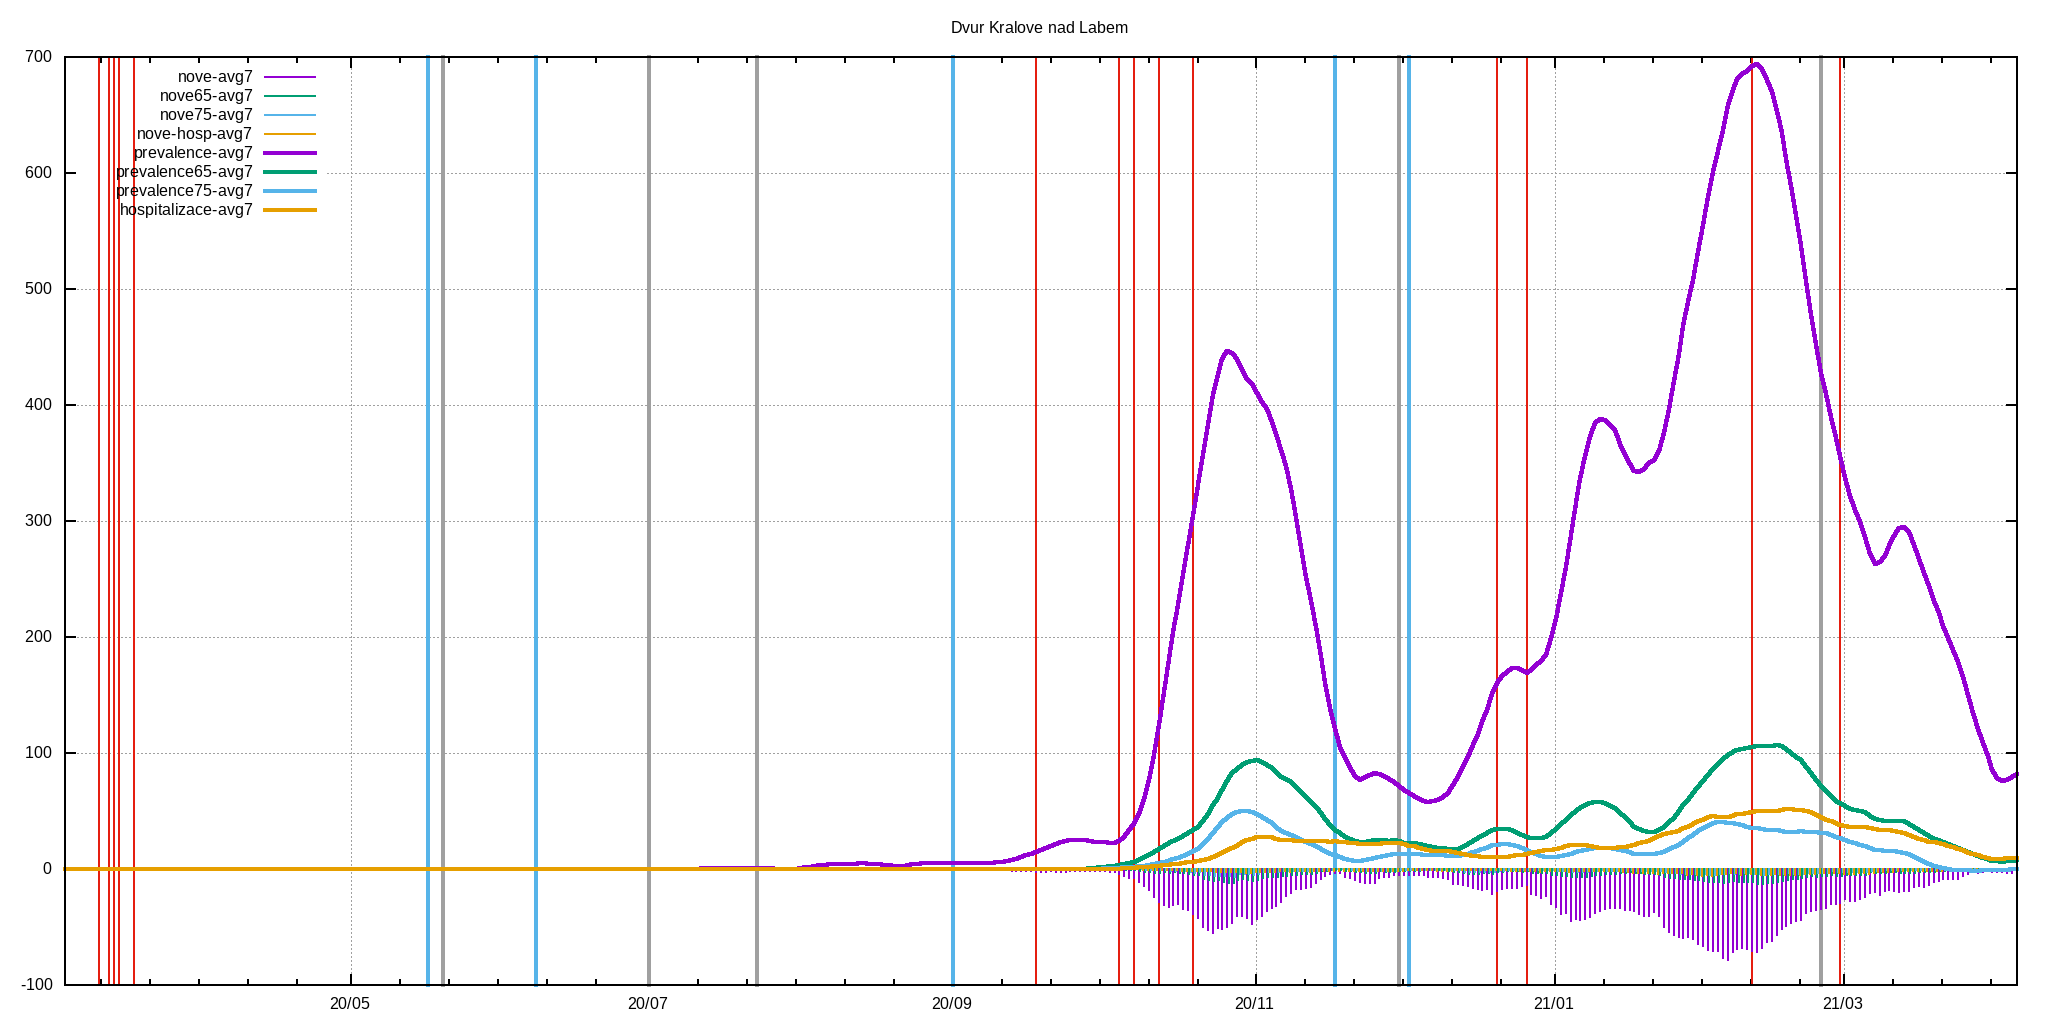 Dvur Kralove nad Labem
700
600
500
400
300
200
100
0
-100
nove-avg7
nove65-avg7
nove75-avg7
nove-hosp-avg7
prevalence-avg7
prevalence65-avg7
prevalence75-avg7
hospitalizace-avg7
20/05 20/07 20/09 20/11 21/01 21/03